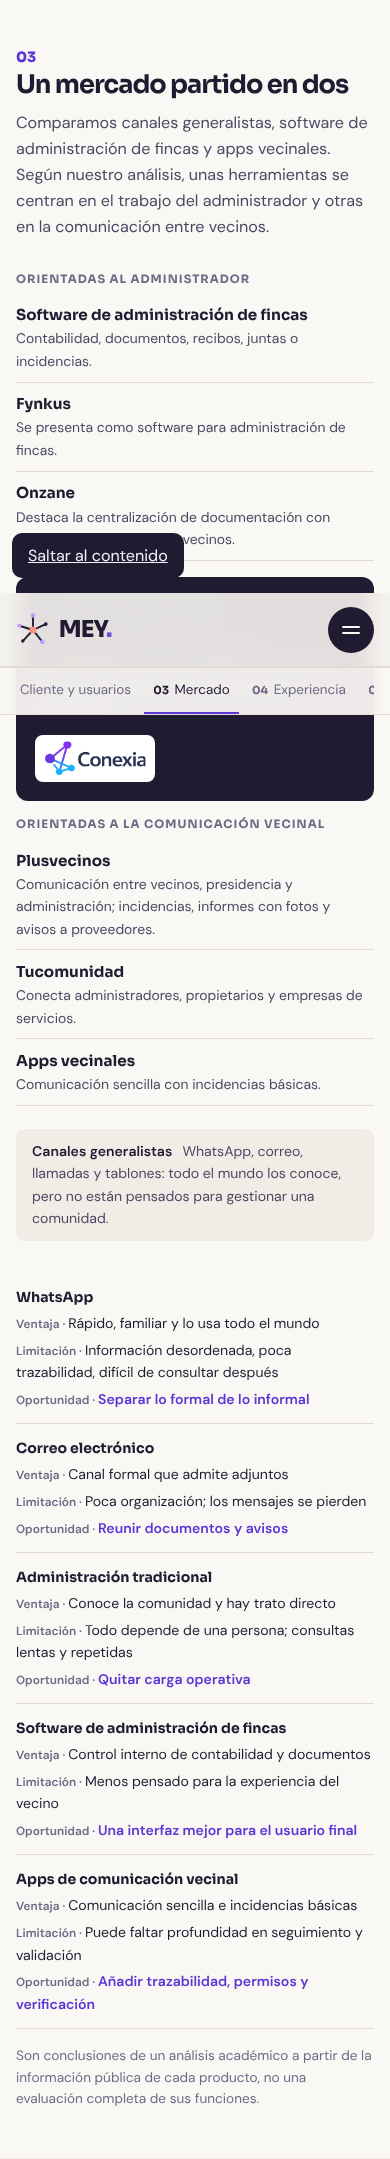 03
Un mercado partido en dos
Comparamos canales generalistas, software de
administración de fincas y apps vecinales.
Según nuestro análisis, unas herramientas se
centran en el trabajo del administrador y otras
en la comunicación entre vecinos.
ORIENTADAS AL ADMINISTRADOR
Software de administración de fincas
Contabilidad, documentos, recibos, juntas o
incidencias.
Fynkus
Se presenta como software para administración de
fincas.
Onzane
Destaca la centralización de documentación con
vecinos.
Saltar al contenido
MEY.
Cliente y usuarios 03 Mercado 04 Experiencia
Conexia
ORIENTADAS A LA COMUNICACIÓN VECINAL
Plusvecinos
Comunicación entre vecinos, presidencia y
administración; incidencias, informes con fotos y
avisos a proveedores.
Tucomunidad
Conecta administradores, propietarios y empresas de
servicios.
Apps vecinales
Comunicación sencilla con incidencias básicas.
Canales generalistas WhatsApp, correo,
llamadas y tablones: todo el mundo los conoce,
pero no están pensados para gestionar una
comunidad.
WhatsApp
Ventaja · Rápido, familiar y lo usa todo el mundo
Limitación · Información desordenada, poca
trazabilidad, difícil de consultar después
Oportunidad · Separar lo formal de lo informal
Correo electrónico
Ventaja · Canal formal que admite adjuntos
Limitación · Poca organización; los mensajes se pierden
Oportunidad · Reunir documentos y avisos
Administración tradicional
Ventaja · Conoce la comunidad y hay trato directo
Limitación · Todo depende de una persona; consultas
lentas y repetidas
Oportunidad · Quitar carga operativa
Software de administración de fincas
Ventaja · Control interno de contabilidad y documentos
Limitación · Menos pensado para la experiencia del
vecino
Oportunidad · Una interfaz mejor para el usuario final
Apps de comunicación vecinal
Ventaja · Comunicación sencilla e incidencias básicas
Limitación · Puede faltar profundidad en seguimiento y
validación
Oportunidad · Añadir trazabilidad, permisos y
verificación
Son conclusiones de un análisis académico a partir de la
información pública de cada producto, no una
evaluación completa de sus funciones.